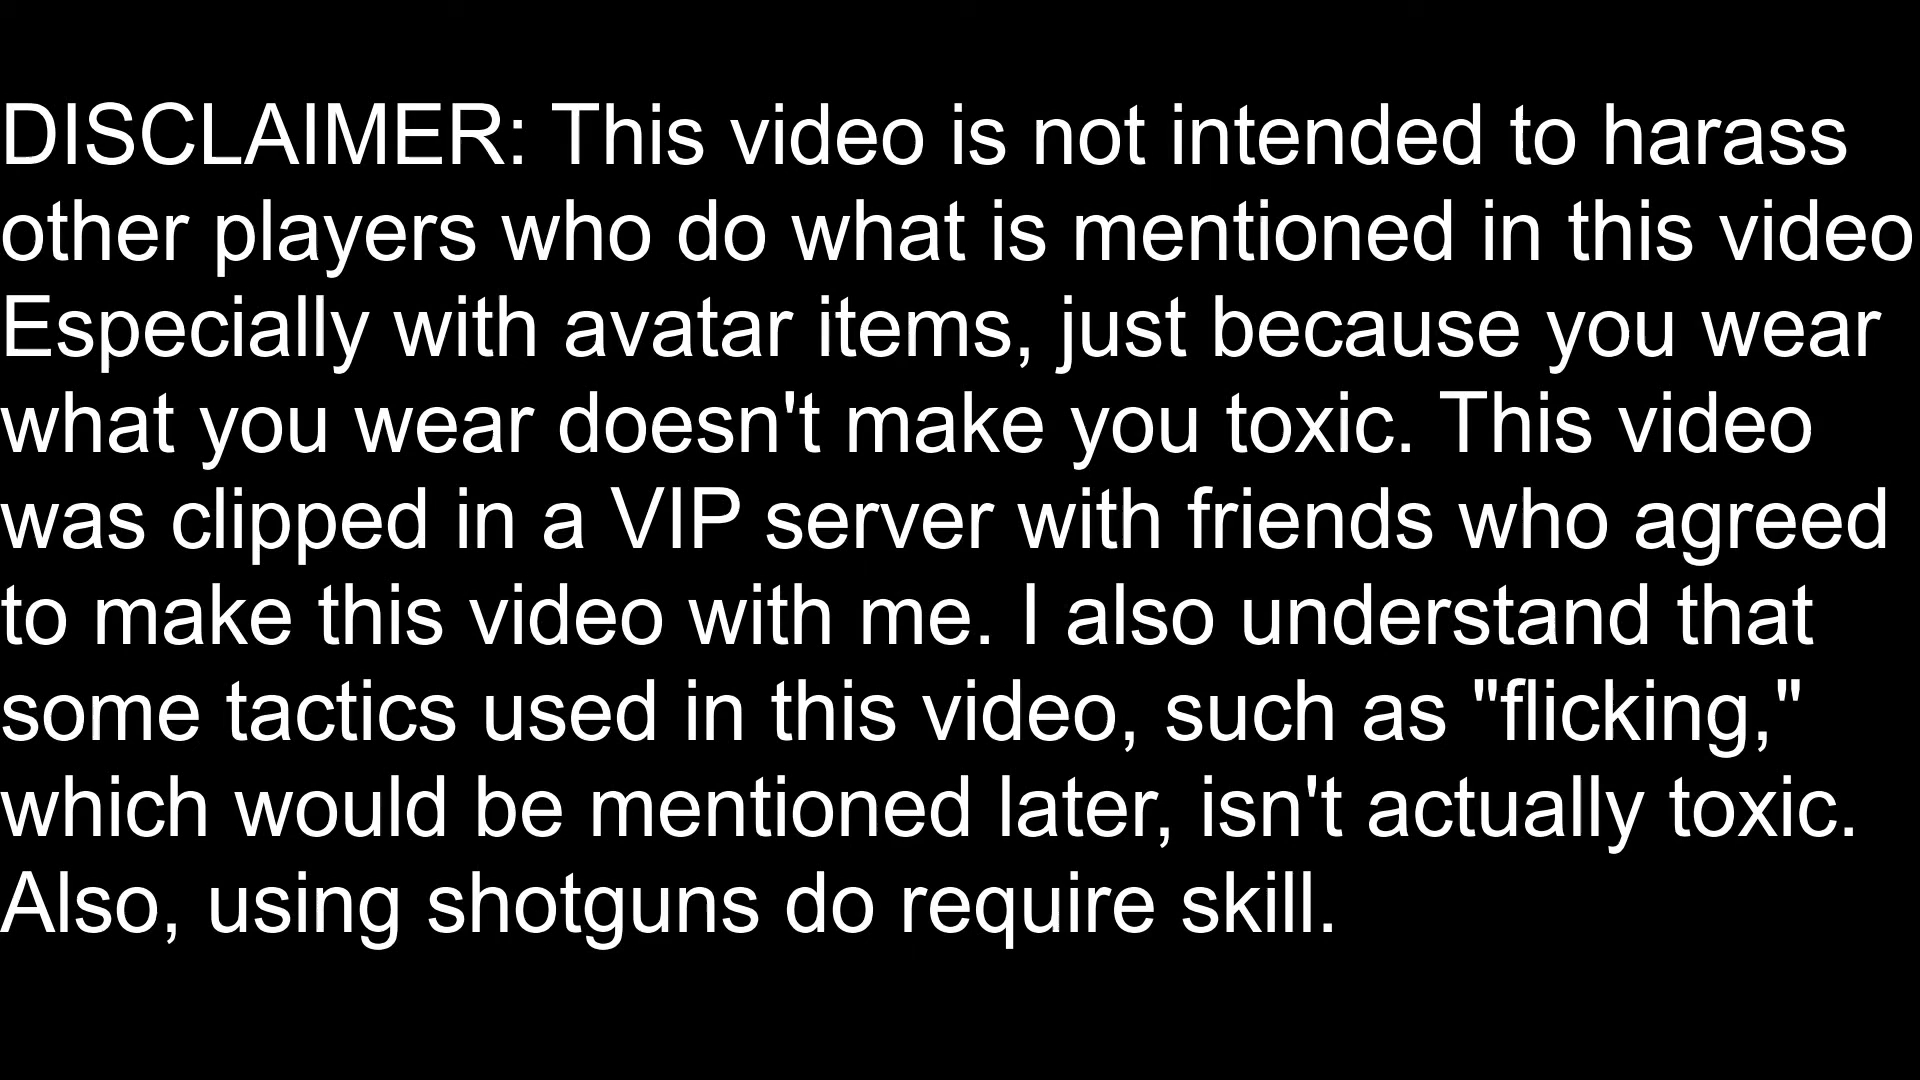 DISCLAIMER: This video is not intended to harass
other players who do what is mentioned in this video
Especially with avatar items, just because you wear
what you wear doesn't make you toxic. This video
was clipped in a VIP server with friends who agreed
to make this video with me. I also understand that
some tactics used in this video, such as "flicking,"
which would be mentioned later, isn't actually toxic.
Also, using shotguns do require skill.